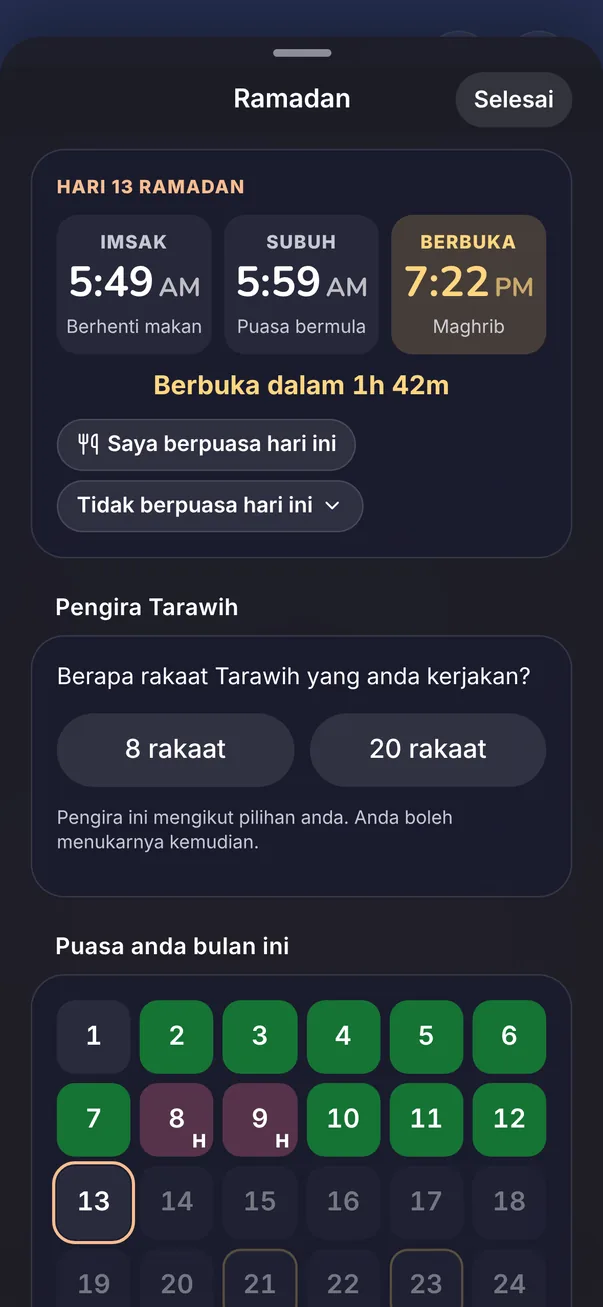 Ramadan
Selesai
HARI 13 RAMADAN
IMSAK
5:49 AM
Berhenti makan
SUBUH
5:59 AM
Puasa bermula
BERBUKA
7:22 PM
Maghrib
Berbuka dalam 1h 42m
Saya berpuasa hari ini
Tidak berpuasa hari ini
Pengira Tarawih
Berapa rakaat Tarawih yang anda kerjakan?
8 rakaat
20 rakaat
Pengira ini mengikut pilihan anda. Anda boleh
menukarnya kemudian.
Puasa anda bulan ini
1 2 3 4 5 6
7 8 H 9 H 10 11 12
13 14 15 16 17 18
19 20 21 22 23 24